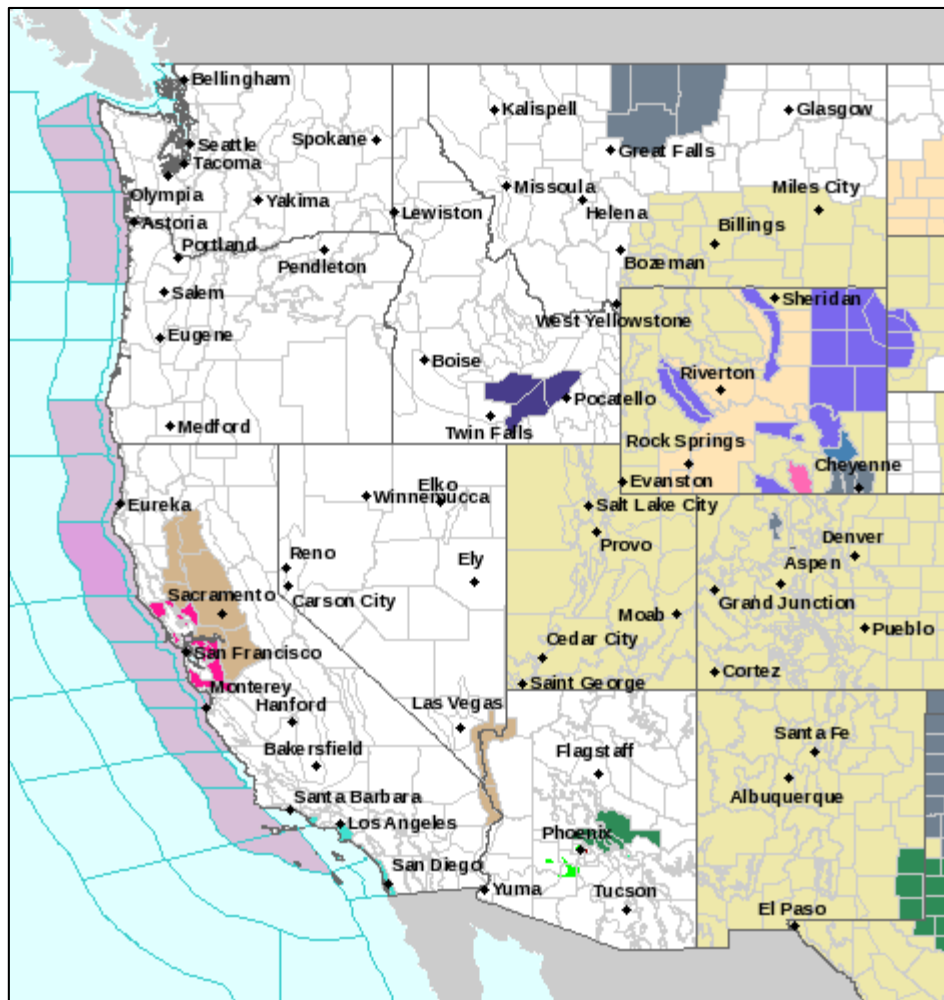 Bellingham
Kalispell
Glasgow
Seattle
Spokane
Great Falls
Tacoma
Olympia
Missoula
Miles City
Yakima
Helena
Astoria
Lewiston
Billings
Portland
Pendleton
Bozeman
Salem
Sheridan
West Yellowstone
Eugene
Boise
Riverton
Pocatello
Medford
Twin Falls
Rock Springs
Cheyenne
Elko
Evanston
Winnemucca
Eureka
Salt Lake City
Provo
Denver
Reno
Ely
Aspen
Sacramento
Carson City
Grand Junction
Moab
Pueblo
Cedar City
San Francisco
Cortez
Saint George
Monterey
Hanford
Las Vegas
Santa Fe
Bakersfield
Flagstaff
Albuquerque
Santa Barbara
Los Angeles
Phoenix
San Diego
Yuma
Tucson
El Paso